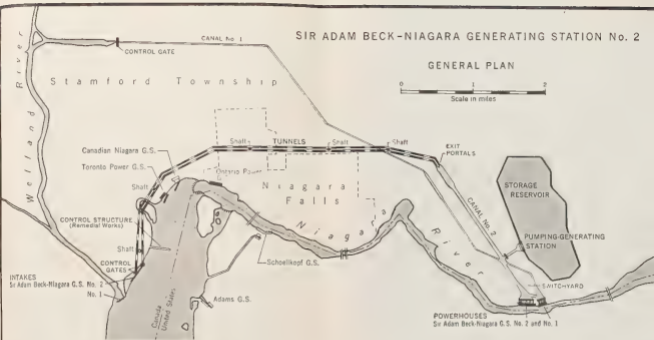 SIR ADAM BECK-NIAGARA GENERATING STATION No. 2
GENERAL PLAN
0 1 2
Scale in miles
CANAL No 1
CONTROL GATE
Welland River
Stamford Township
Shaft
TUNNELS
Shaft
Shaft
EXIT PORTALS
Canadian Niagara G.S.
Toronto Power G.S.
Ontario Power
Shaft
Niagara Falls
STORAGE RESERVOIR
CONTROL STRUCTURE
(Remedial Works)
Niagara River
CANAL No. 2
PUMPING-GENERATING STATION
Shaft
CONTROL GATES
Schoellkopf G.S.
INTAKES
Sir Adam Beck-Niagara G.S. No. 2
No. 1
Canada
United States
Adams G.S.
SWITCHYARD
POWERHOUSES
Sir Adam Beck-Niagara G.S. No. 2 and No. 1